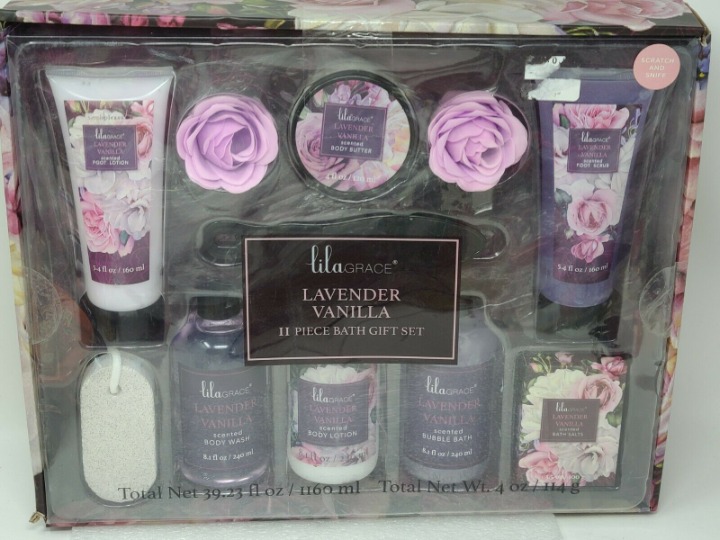 SCRATCH
AND
SNIFF
lilaGRACE®
LAVENDER
VANILLA
scented
FOOT LOTION
5.4 fl oz / 160 ml
lilaGRACE®
LAVENDER
VANILLA
scented
BODY BUTTER
lilaGRACE®
LAVENDER
VANILLA
scented
FOOT SCRUB
5.4 fl oz / 160 ml
lilaGRACE®
LAVENDER
VANILLA
11 PIECE BATH GIFT SET
lilaGRACE®
LAVENDER
VANILLA
scented
BODY WASH
8.1 fl oz / 240 ml
lilaGRACE®
LAVENDER
VANILLA
scented
BODY LOTION
lilaGRACE®
LAVENDER
VANILLA
scented
BUBBLE BATH
8.1 fl oz / 240 ml
lilaGRACE®
LAVENDER
VANILLA
scented
BATH SALTS
Total Net 39.23 fl oz / 1160 ml Total Net Wt. 4 oz / 114 g